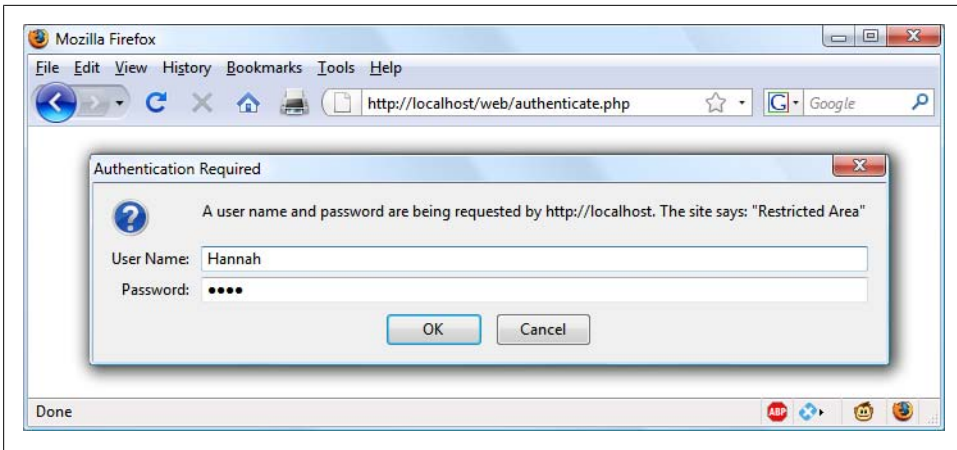 Mozilla Firefox
File Edit View History Bookmarks Tools Help
http://localhost/web/authenticate.php
G Google
Authentication Required
A user name and password are being requested by http://localhost. The site says: "Restricted Area"
User Name: Hannah
Password: ••••
OK Cancel
Done
ABP